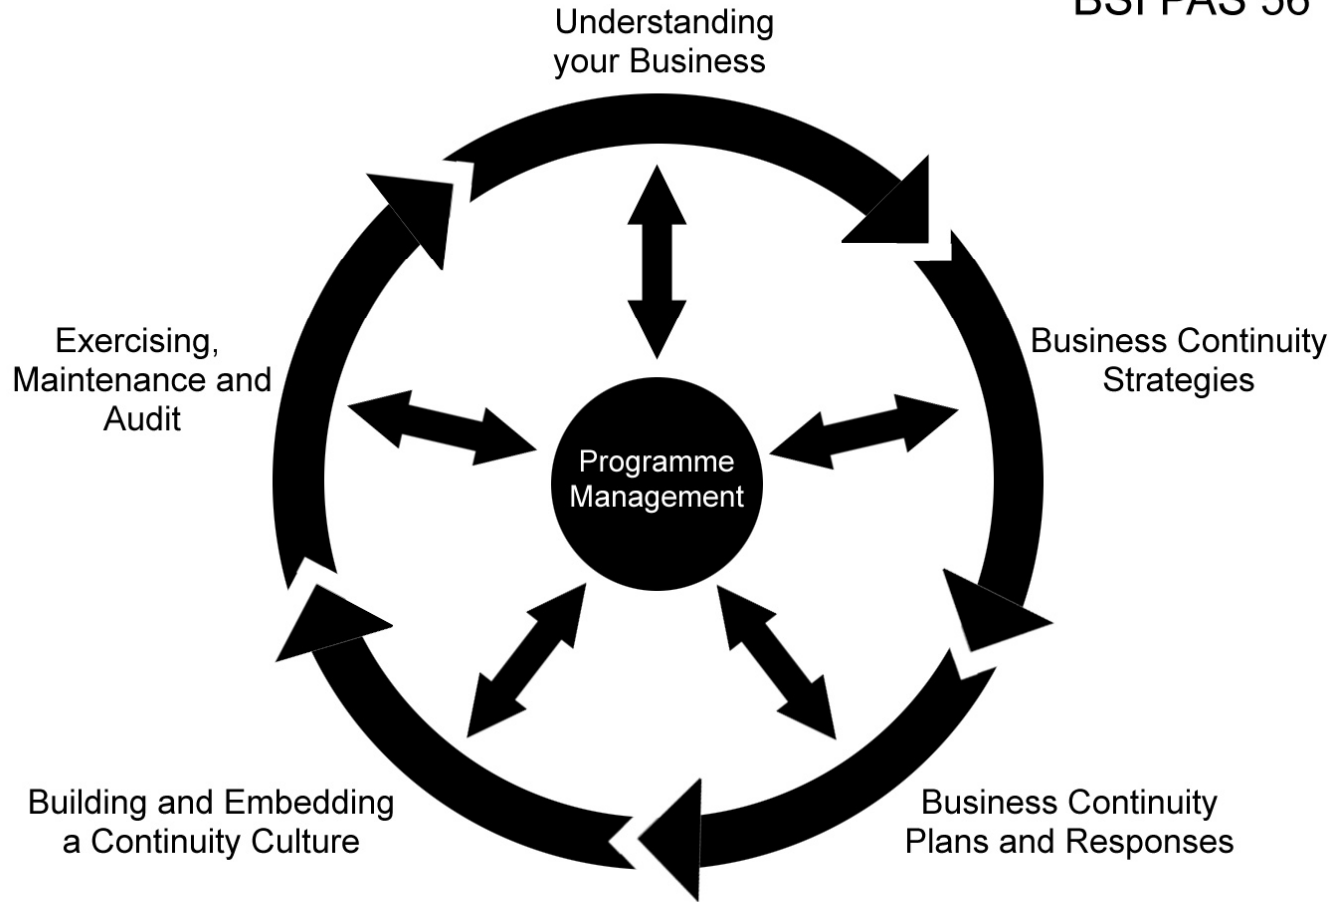 BSI PAS 56
Understanding
your Business
Business Continuity
Strategies
Business Continuity
Plans and Responses
Building and Embedding
a Continuity Culture
Exercising,
Maintenance and
Audit
Programme
Management